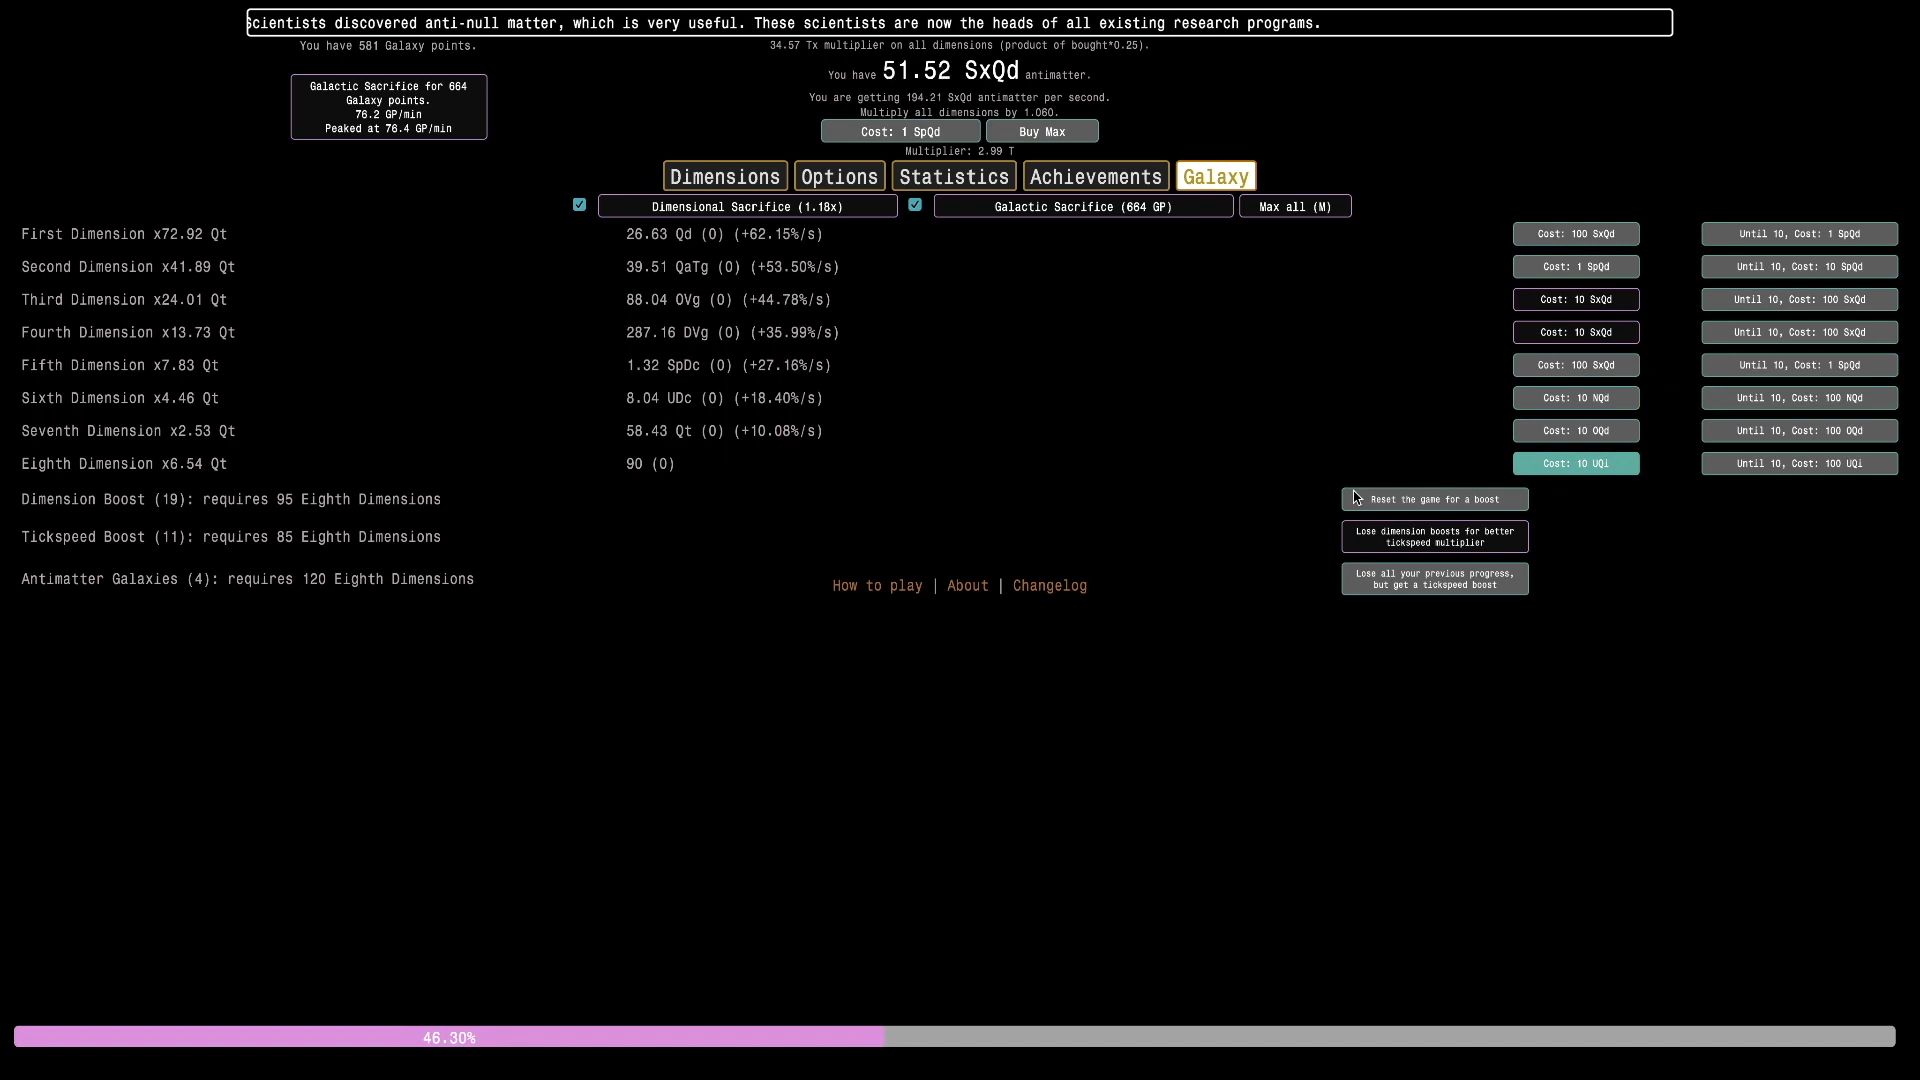 Scientists discovered anti-null matter, which is very useful. These scientists are now the heads of all existing research programs.
You have 581 Galaxy points.
34.57 Tx multiplier on all dimensions (product of bought*0.25).
Galactic Sacrifice for 664
Galaxy points.
76.2 GP/min
Peaked at 76.4 GP/min
You have 51.52 SxQd antimatter.
You are getting 194.21 SxQd antimatter per second.
Multiply all dimensions by 1.060.
Cost: 1 SpQd Buy Max
Multiplier: 2.99 T
Dimensions Options Statistics Achievements Galaxy
Dimensional Sacrifice (1.18x) Galactic Sacrifice (664 GP) Max all (M)
First Dimension x72.92 Qt 26.63 Qd (0) (+62.15%/s) Cost: 100 SxQd Until 10, Cost: 1 SpQd
Second Dimension x41.89 Qt 39.51 QaTg (0) (+53.50%/s) Cost: 1 SpQd Until 10, Cost: 10 SpQd
Third Dimension x24.01 Qt 88.04 OVg (0) (+44.78%/s) Cost: 10 SxQd Until 10, Cost: 100 SxQd
Fourth Dimension x13.73 Qt 287.16 DVg (0) (+35.99%/s) Cost: 10 SxQd Until 10, Cost: 100 SxQd
Fifth Dimension x7.83 Qt 1.32 SpDc (0) (+27.16%/s) Cost: 100 SxQd Until 10, Cost: 1 SpQd
Sixth Dimension x4.46 Qt 8.04 UDc (0) (+18.40%/s) Cost: 10 NQd Until 10, Cost: 100 NQd
Seventh Dimension x2.53 Qt 58.43 Qt (0) (+10.08%/s) Cost: 10 OQd Until 10, Cost: 100 OQd
Eighth Dimension x6.54 Qt 90 (0) Cost: 10 UQi Until 10, Cost: 100 UQi
Dimension Boost (19): requires 95 Eighth Dimensions Reset the game for a boost
Tickspeed Boost (11): requires 85 Eighth Dimensions Lose dimension boosts for better
tickspeed multiplier
Antimatter Galaxies (4): requires 120 Eighth Dimensions Lose all your previous progress,
but get a tickspeed boost
How to play | About | Changelog
46.30%